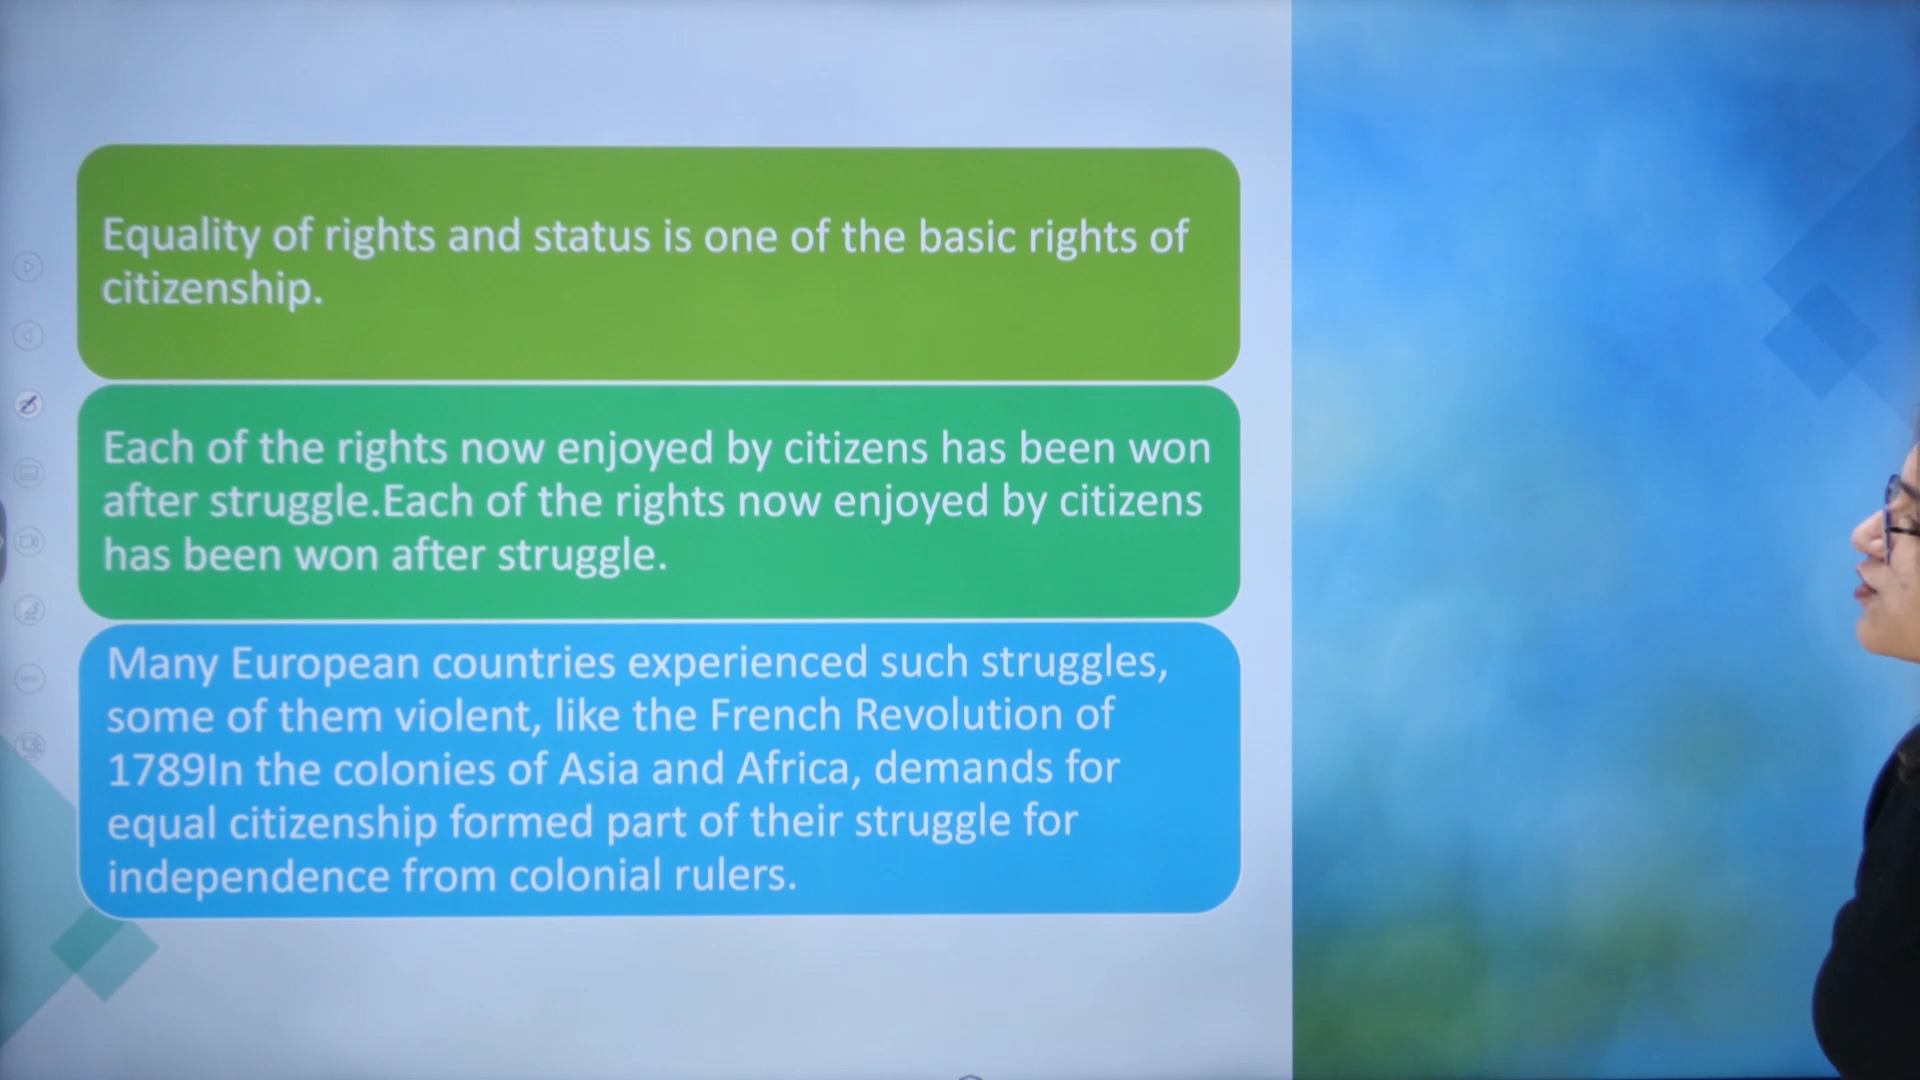 Equality of rights and status is one of the basic rights of
citizenship.
Each of the rights now enjoyed by citizens has been won
after struggle.Each of the rights now enjoyed by citizens
has been won after struggle.
Many European countries experienced such struggles,
some of them violent, like the French Revolution of
1789In the colonies of Asia and Africa, demands for
equal citizenship formed part of their struggle for
independence from colonial rulers.